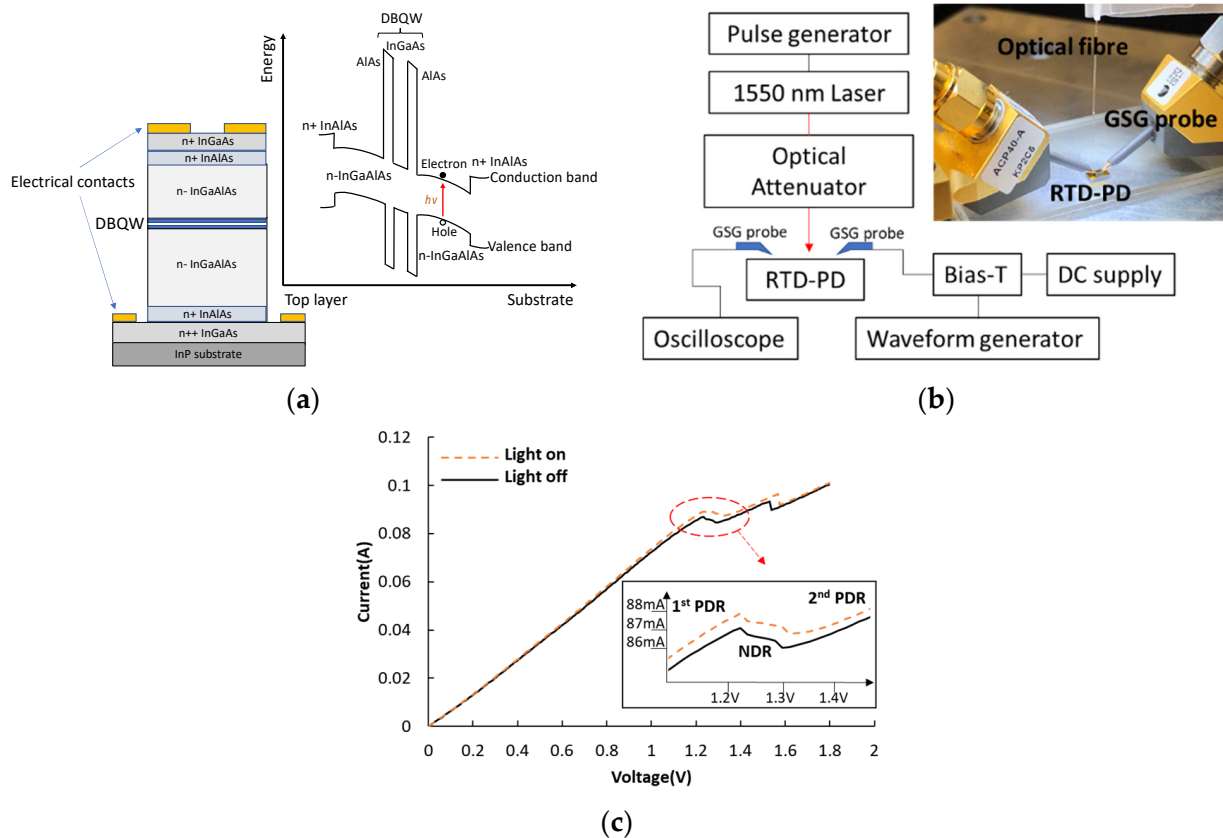 DBQW
InGaAs
AlAs
AlAs
Energy
n+ InAlAs
n-InGaAlAs
Electron
n+ InAlAs
Conduction band
hν
Hole
Valence band
n-InGaAlAs
Top layer
Substrate
Electrical contacts
n+ InGaAs
n+ InAlAs
n- InGaAlAs
DBQW
n- InGaAlAs
n+ InAlAs
n++ InGaAs
InP substrate
(a)
Pulse generator
1550 nm Laser
Optical
Attenuator
GSG probe
GSG probe
RTD-PD
Bias-T
DC supply
Oscilloscope
Waveform generator
Optical fibre
GSG probe
ACP40-A
RTD-PD
(b)
Current(A)
0.12
0.1
0.08
0.06
0.04
0.02
0
Light on
Light off
1st PDR
2nd PDR
88mA
87mA
86mA
NDR
1.2V
1.3V
1.4V
0
0.2
0.4
0.6
0.8
1
1.2
1.4
1.6
1.8
2
Voltage(V)
(c)